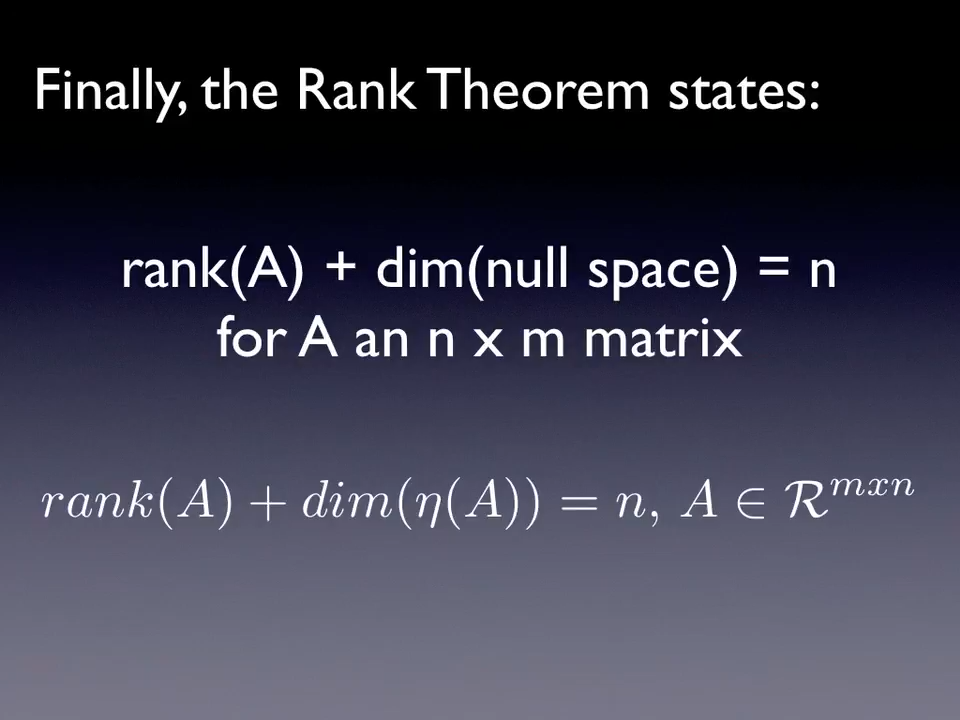 Finally, the Rank Theorem states:
rank(A) + dim(null space) = n
for A an n x m matrix
rank(A) + dim(η(A)) = n, A ∈ ℛ^{mxn}